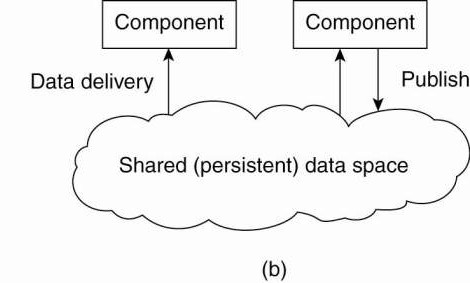 Component Component
Data delivery Publish
Shared (persistent) data space
(b)